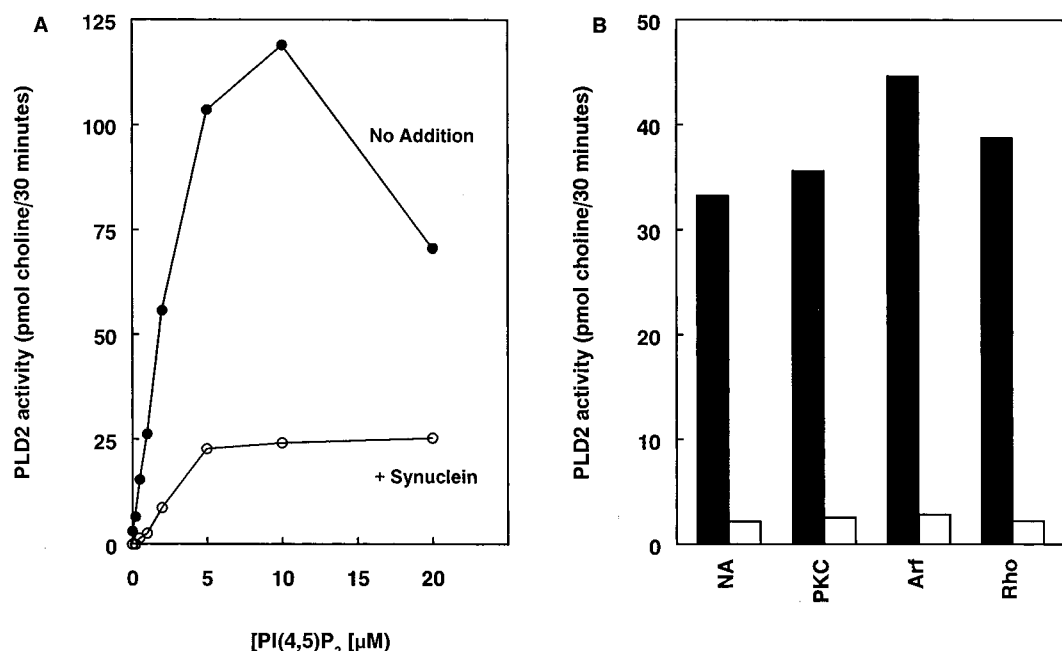 A
PLD2 activity (pmol choline/30 minutes)
125
100
75
50
25
0
No Addition
+ Synuclein
0 5 10 15 20
[PI(4,5)P2 [µM)
B
PLD2 activity (pmol choline/30 minutes)
50
40
30
20
10
0
NA
PKC
Arf
Rho